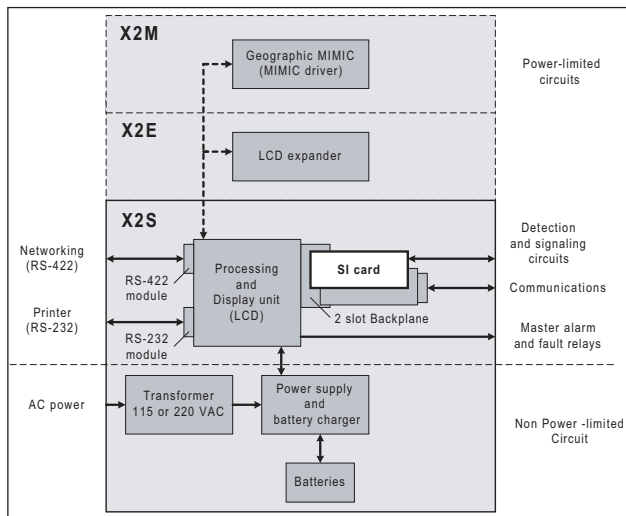 X2M
Geographic MIMIC
(MIMIC driver)
Power-limited
circuits
X2E
LCD expander
X2S
Networking
(RS-422)
RS-422
module
Processing
and
Display unit
(LCD)
SI card
2 slot Backplane
Detection
and signaling
circuits
Communications
Printer
(RS-232)
RS-232
module
Master alarm
and fault relays
AC power
Transformer
115 or 220 VAC
Power supply
and
battery charger
Batteries
Non Power -limited
Circuit